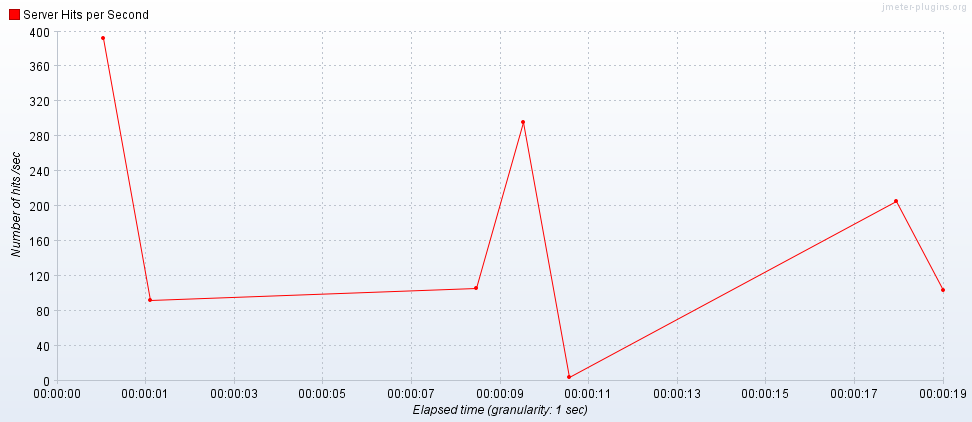 jmeter-plugins.org
Server Hits per Second
400
360
320
280
240
200
160
120
80
40
0
Number of hits /sec
00:00:00 00:00:01 00:00:03 00:00:05 00:00:07 00:00:09 00:00:11 00:00:13 00:00:15 00:00:17 00:00:19
Elapsed time (granularity: 1 sec)